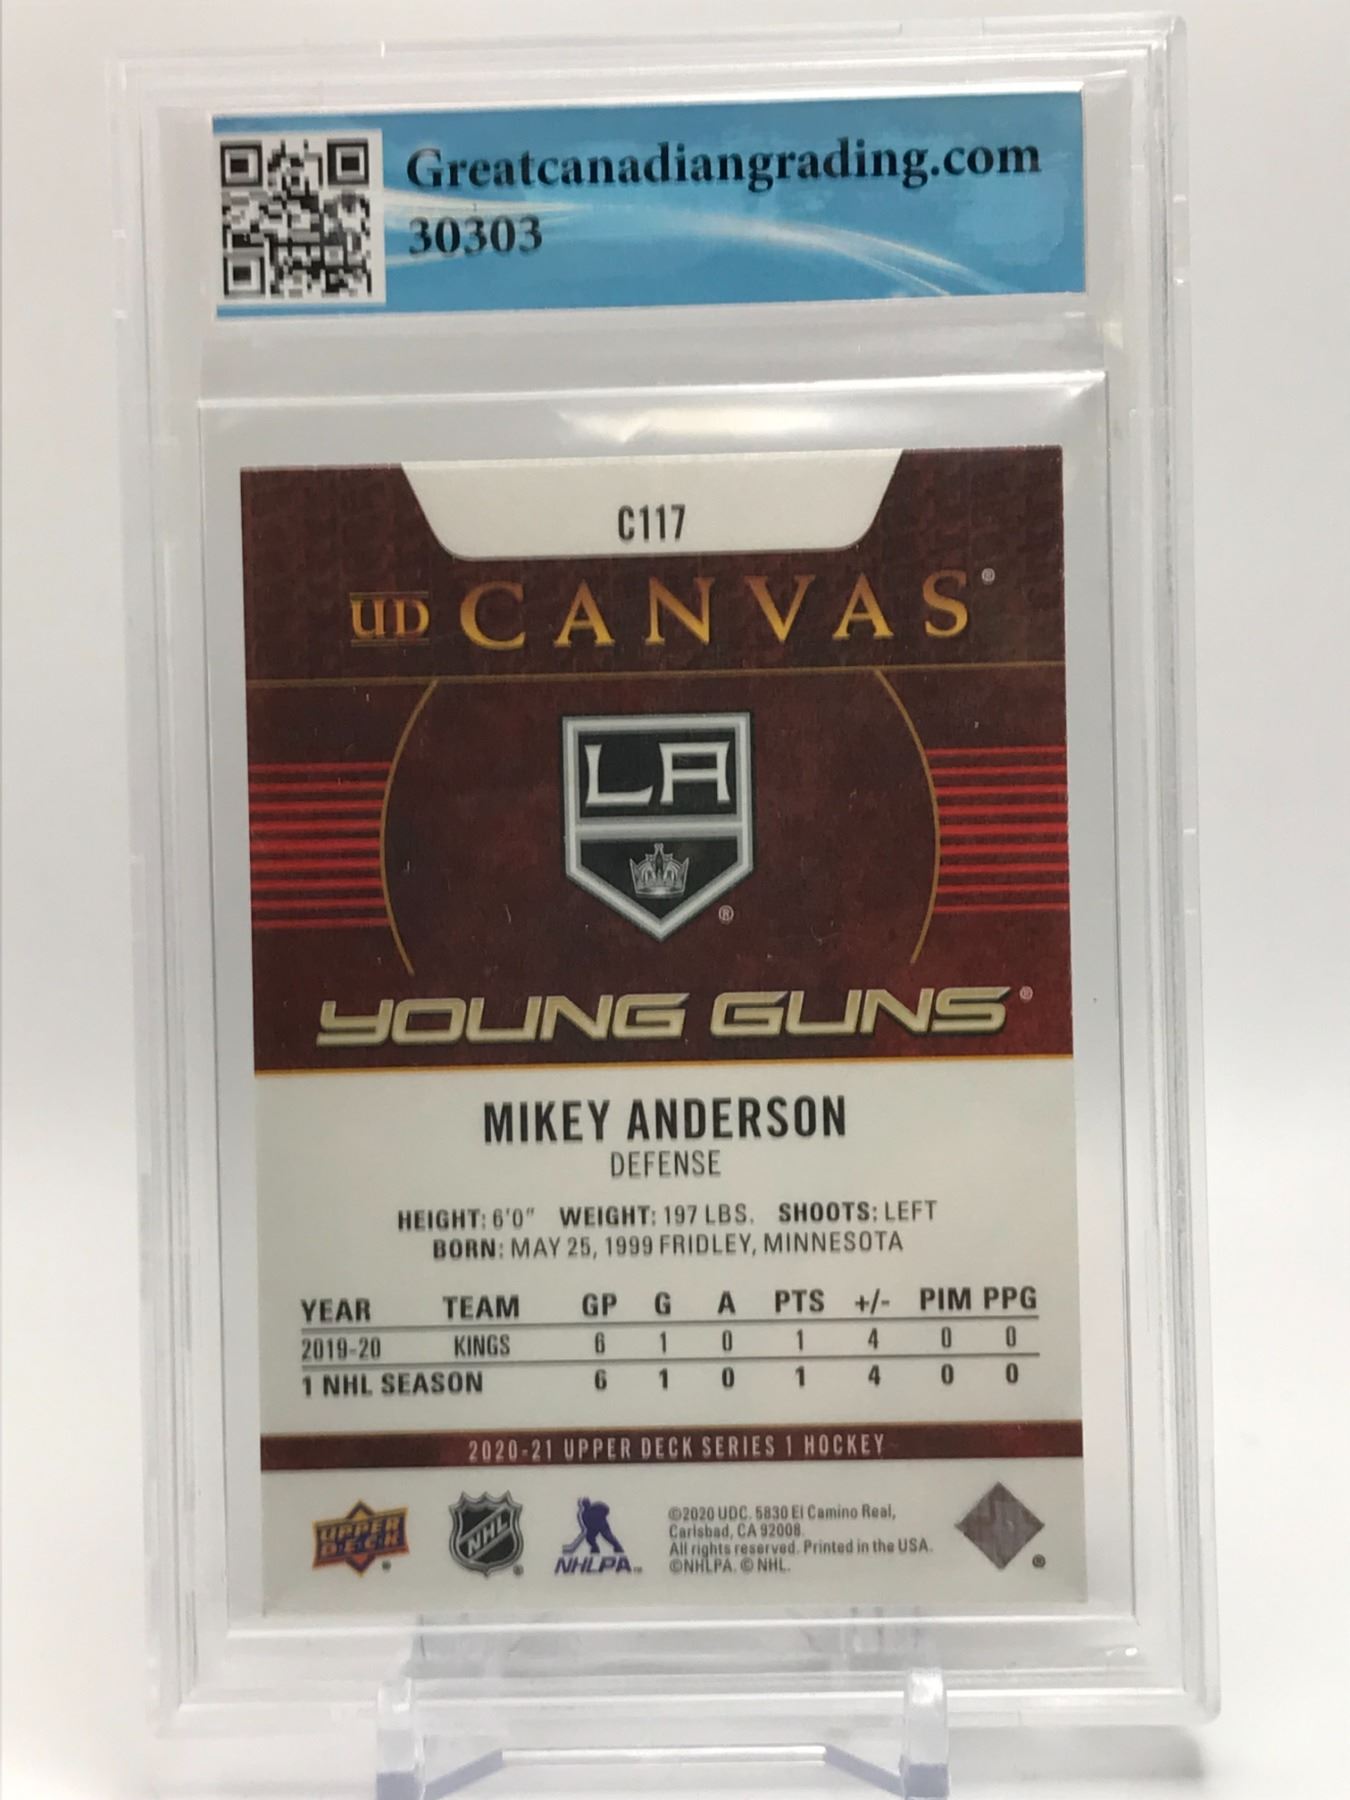 Greatcanadiangrading.com
30303
C117
UD CANVAS®
LA
®
YOUNG GUNS®
MIKEY ANDERSON
DEFENSE
HEIGHT: 6'0" WEIGHT: 197 LBS. SHOOTS: LEFT
BORN: MAY 25, 1999 FRIDLEY, MINNESOTA
YEAR TEAM GP G A PTS +/- PIM PPG
2019-20 KINGS 6 1 0 1 4 0 0
1 NHL SEASON 6 1 0 1 4 0 0
2020-21 UPPER DECK SERIES 1 HOCKEY
UPPER DECK
NHL
NHLPA
©2020 UDC. 5830 El Camino Real,
Carlsbad, CA 92008.
All rights reserved. Printed in the USA.
©NHLPA. © NHL.